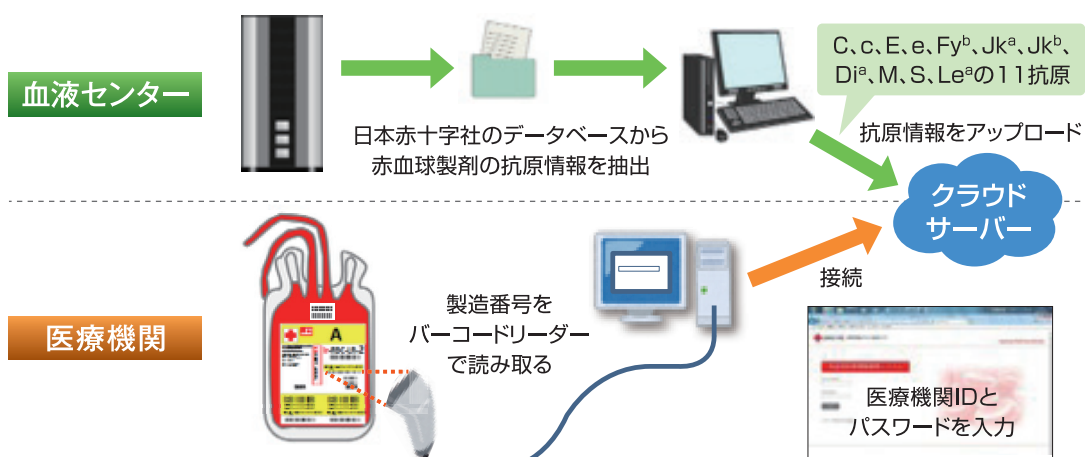 血液センター
日本赤十字社のデータベースから
赤血球製剤の抗原情報を抽出
C、c、E、e、Fyᵇ、Jkᵃ、Jkᵇ、
Diᵃ、M、S、Leᵃの11抗原
抗原情報をアップロード
クラウド
サーバー
接続
医療機関
A
製造番号を
バーコードリーダー
で読み取る
医療機関IDと
パスワードを入力